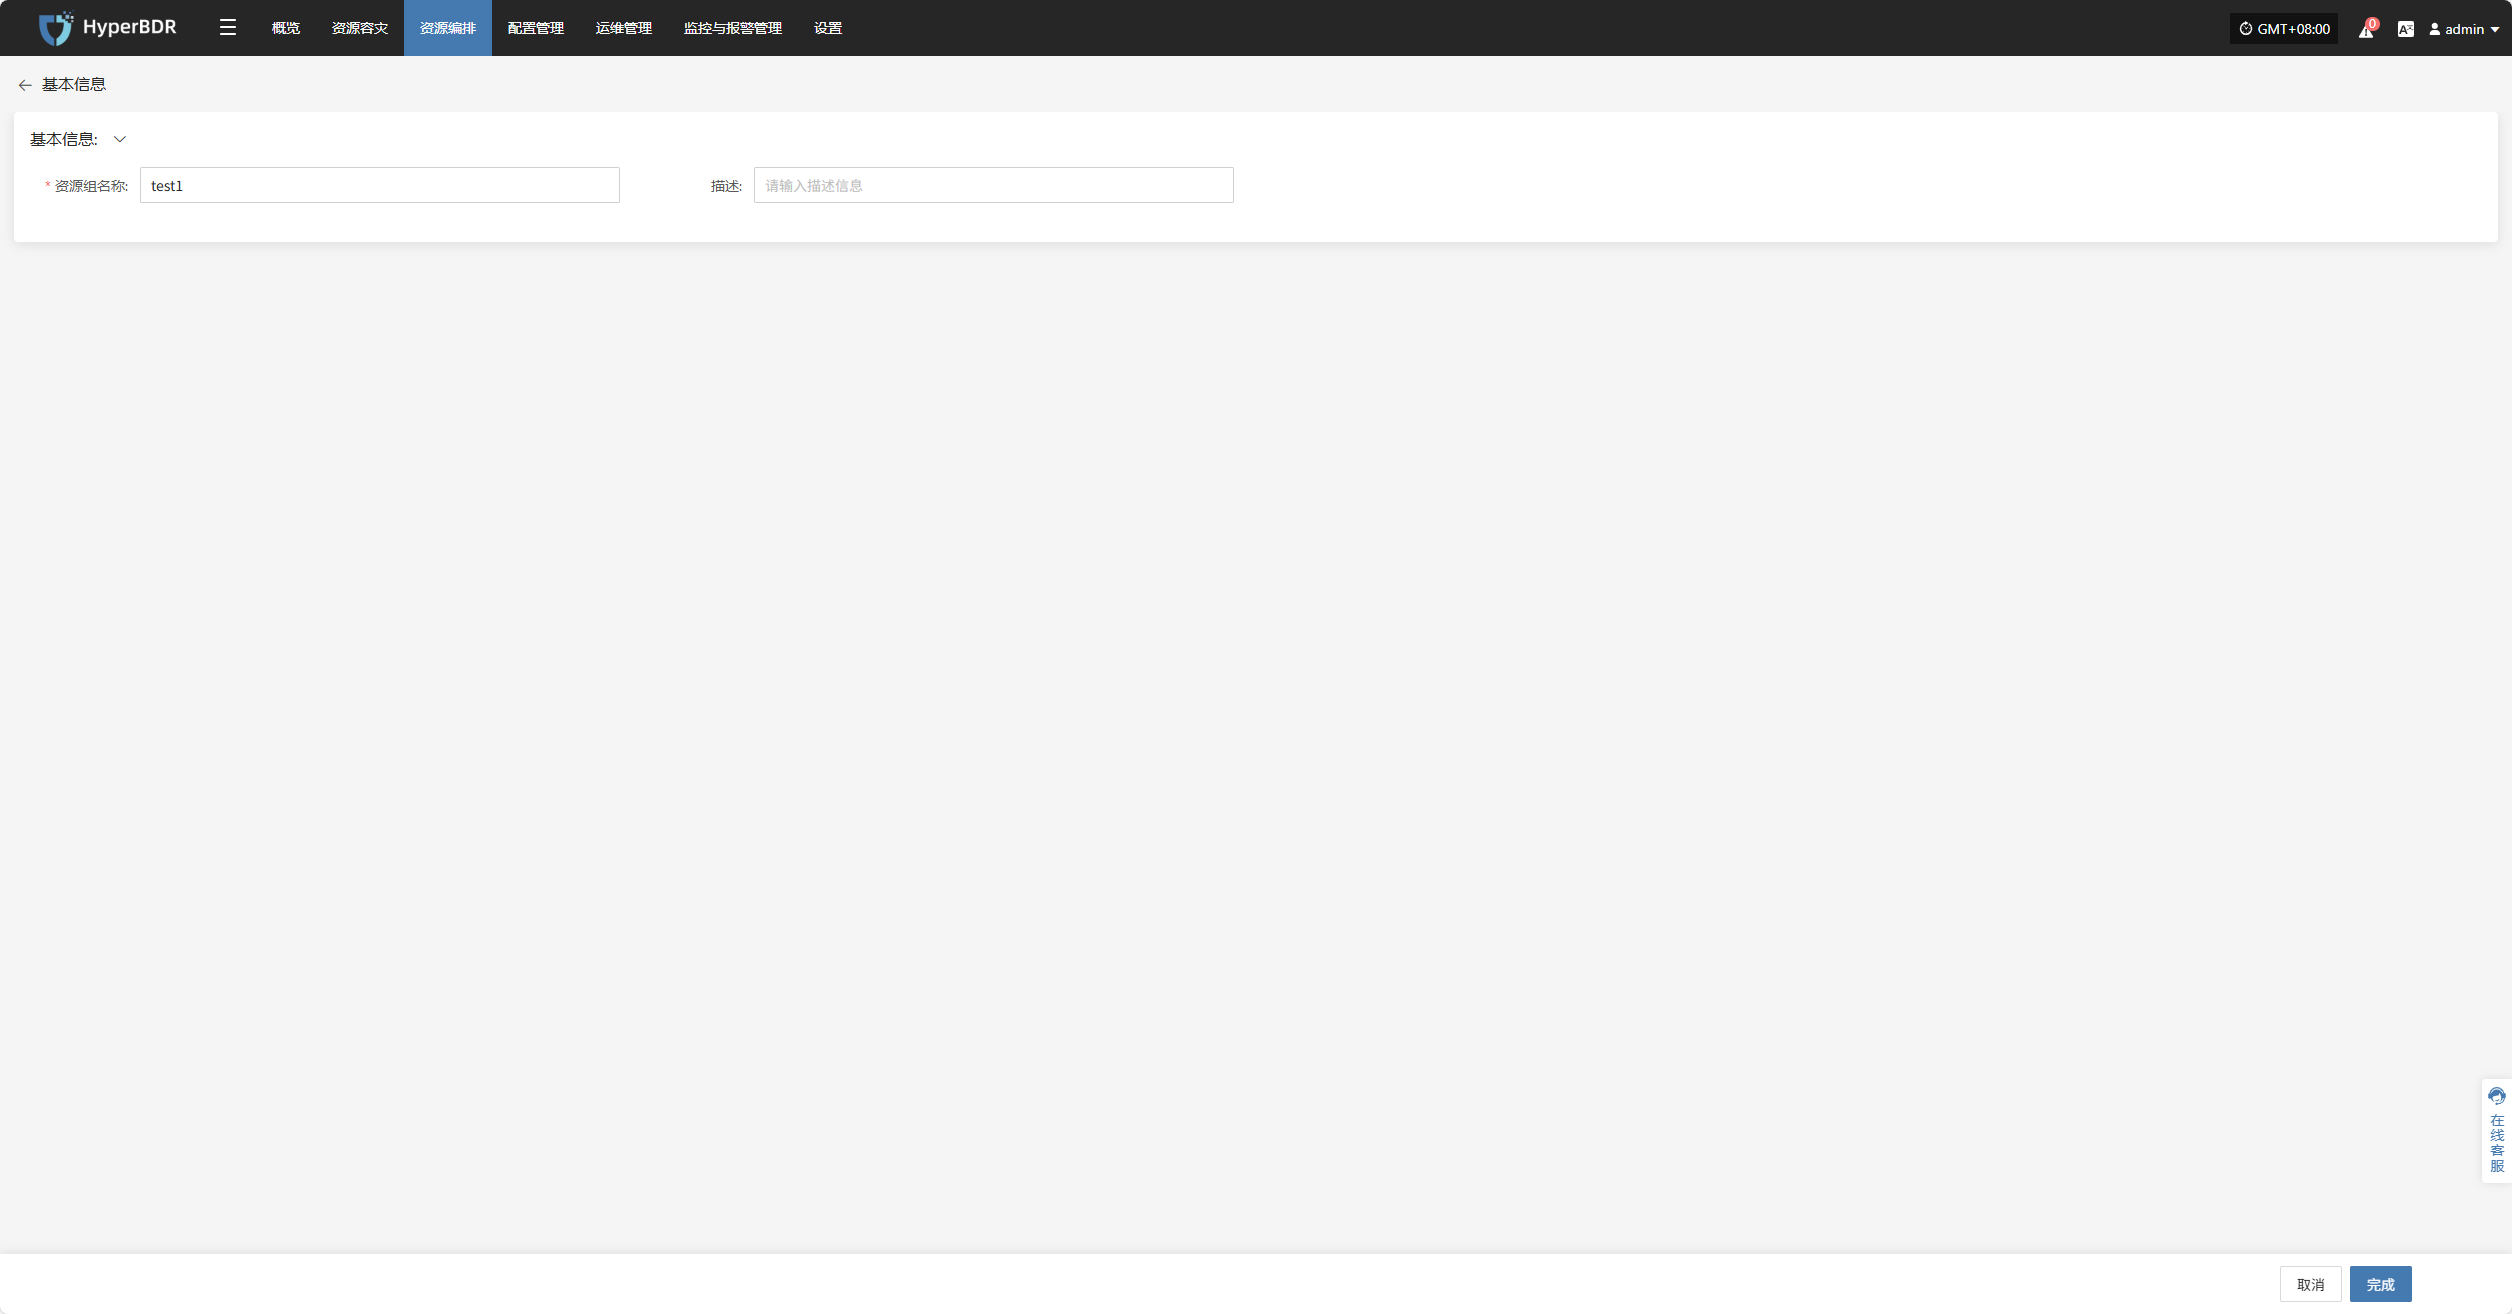 HyperBDR 概览 资源容灾 资源编排 配置管理 运维管理 监控与报警管理 设置 GMT+08:00 0 admin
基本信息
基本信息:
* 资源组名称: test1 描述: 请输入描述信息
在线客服
取消 完成